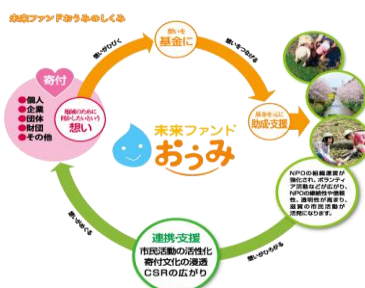 未来ファンドおうみのしくみ
想いがひびく
想いを
基金に
想いをつなげる
寄付
●個人
●企業
●団体
●財団
●その他
地域のために
何かしたいという
想い
基金を元に
助成・支援
未来ファンド
おうみ
NPOの組織運営が
強化され、ボランティ
ア活動などが広がり、
NPOの継続性や信頼
性、透明性が高まり、
滋賀の市民活動が
活発になります。
想いがめぐる
想いがひろがる
連携・支援
市民活動の活性化
寄付文化の浸透
CSRの広がり